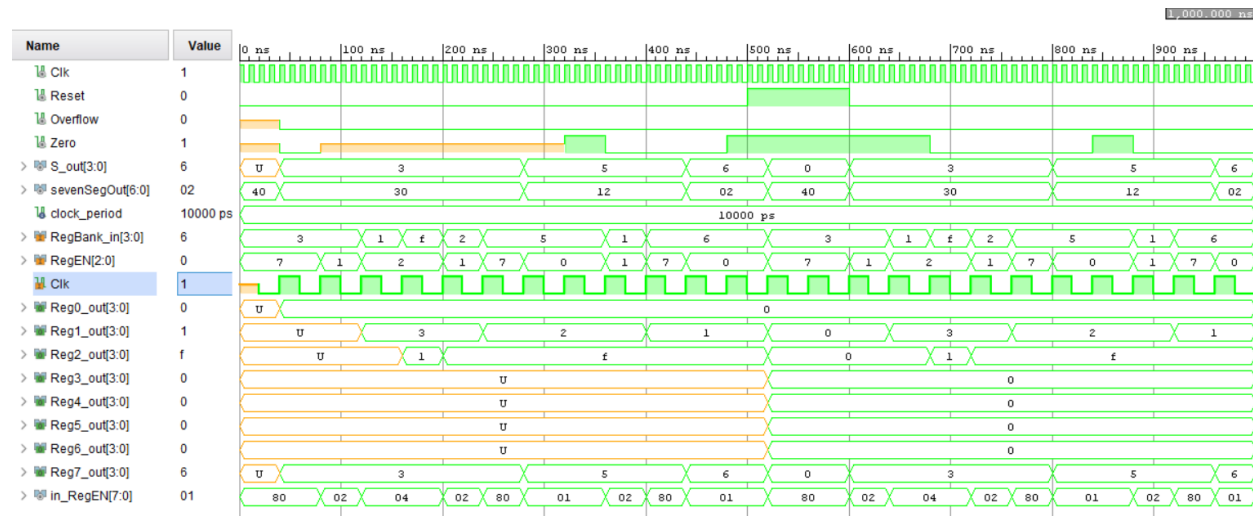 1,000.000 ns
Name Value 0 ns 100 ns 200 ns 300 ns 400 ns 500 ns 600 ns 700 ns 800 ns 900 ns
Clk 1
Reset 0
Overflow 0
Zero 1
S_out[3:0] 6 U 3 5 6 0 3 5 6
sevenSegOut[6:0] 02 40 30 12 02 40 30 12 02
clock_period 10000 ps 10000 ps
RegBank_in[3:0] 6 3 1 f 2 5 1 6 3 1 f 2 5 1 6
RegEN[2:0] 0 7 1 2 1 7 0 1 7 0 7 1 2 1 7 0 1 7 0
Clk 1
Reg0_out[3:0] 0 U 0
Reg1_out[3:0] 1 U 3 2 1 0 3 2 1
Reg2_out[3:0] f U 1 f 0 1 f
Reg3_out[3:0] 0 U 0
Reg4_out[3:0] 0 U 0
Reg5_out[3:0] 0 U 0
Reg6_out[3:0] 0 U 0
Reg7_out[3:0] 6 U 3 5 6 0 3 5 6
in_RegEN[7:0] 01 80 02 04 02 80 01 02 80 01 80 02 04 02 80 01 02 80 01